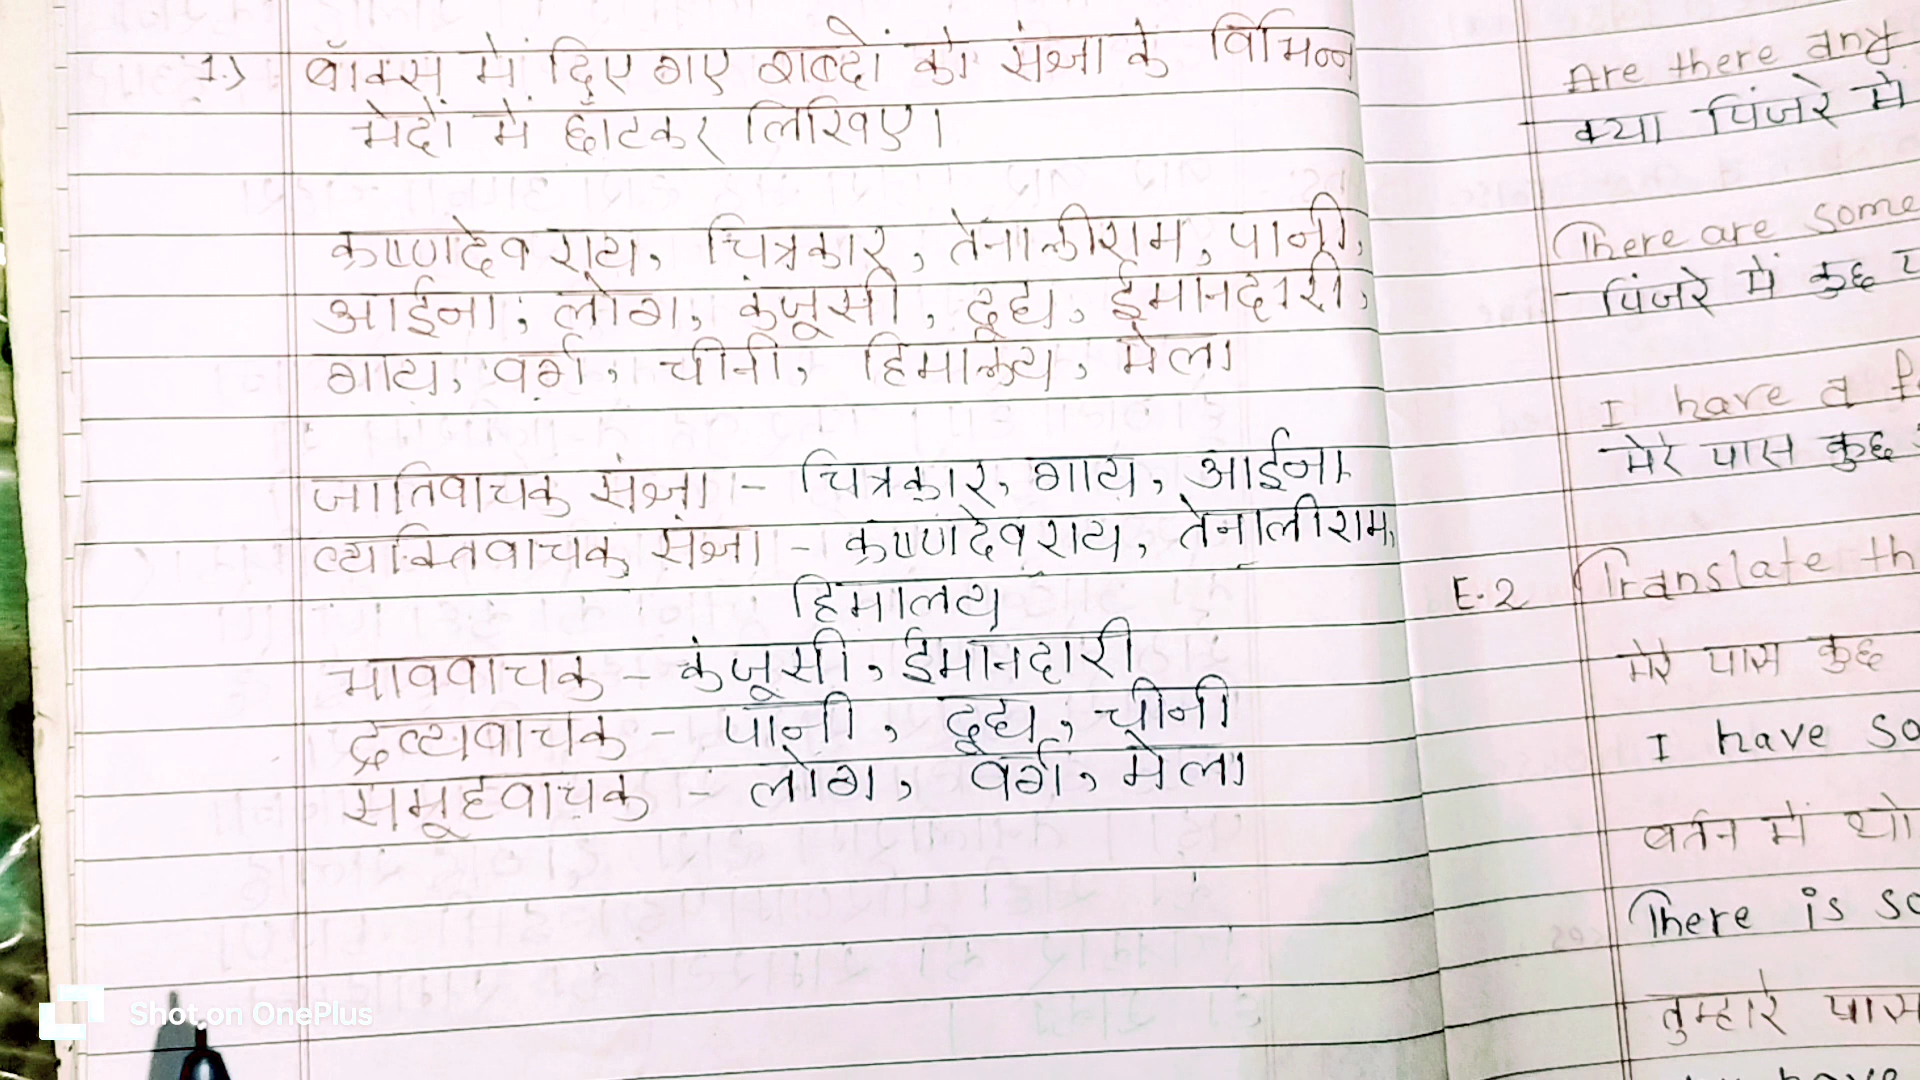 1.) बॉक्स में दिए गए शब्दों को संज्ञा के विभिन्न
भेदों में छाँटकर लिखिए।
कृष्णदेव राय, चित्रकार, तेनालीराम, पानी,
आईना, लोग, कंजूसी, दूध, ईमानदारी,
गाय, वर्ग, चीनी, हिमालय, मेला
जातिवाचक संज्ञा - चित्रकार, गाय, आईना
व्यक्तिवाचक संज्ञा - कृष्णदेव राय, तेनालीराम,
हिमालय
भाववाचक - कंजूसी, ईमानदारी
द्रव्यवाचक - पानी, दूध, चीनी
समूहवाचक - लोग, वर्ग, मेला
Are there any
क्या पिंजरे में
There are some
पिंजरे में कुछ
I have a
मेरे पास कुछ
E.2 Translate th
मेरे पास कुछ
I have so
बर्तन में थो
There is so
तुम्हारे पास
have
Shot on OnePlus